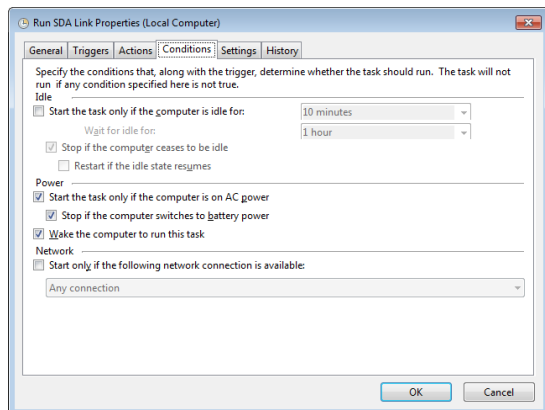 Run SDA Link Properties (Local Computer)
General Triggers Actions Conditions Settings History
Specify the conditions that, along with the trigger, determine whether the task should run. The task will not
run if any condition specified here is not true.
Idle
Start the task only if the computer is idle for: 10 minutes
Wait for idle for: 1 hour
Stop if the computer ceases to be idle
Restart if the idle state resumes
Power
Start the task only if the computer is on AC power
Stop if the computer switches to battery power
Wake the computer to run this task
Network
Start only if the following network connection is available:
Any connection
OK Cancel